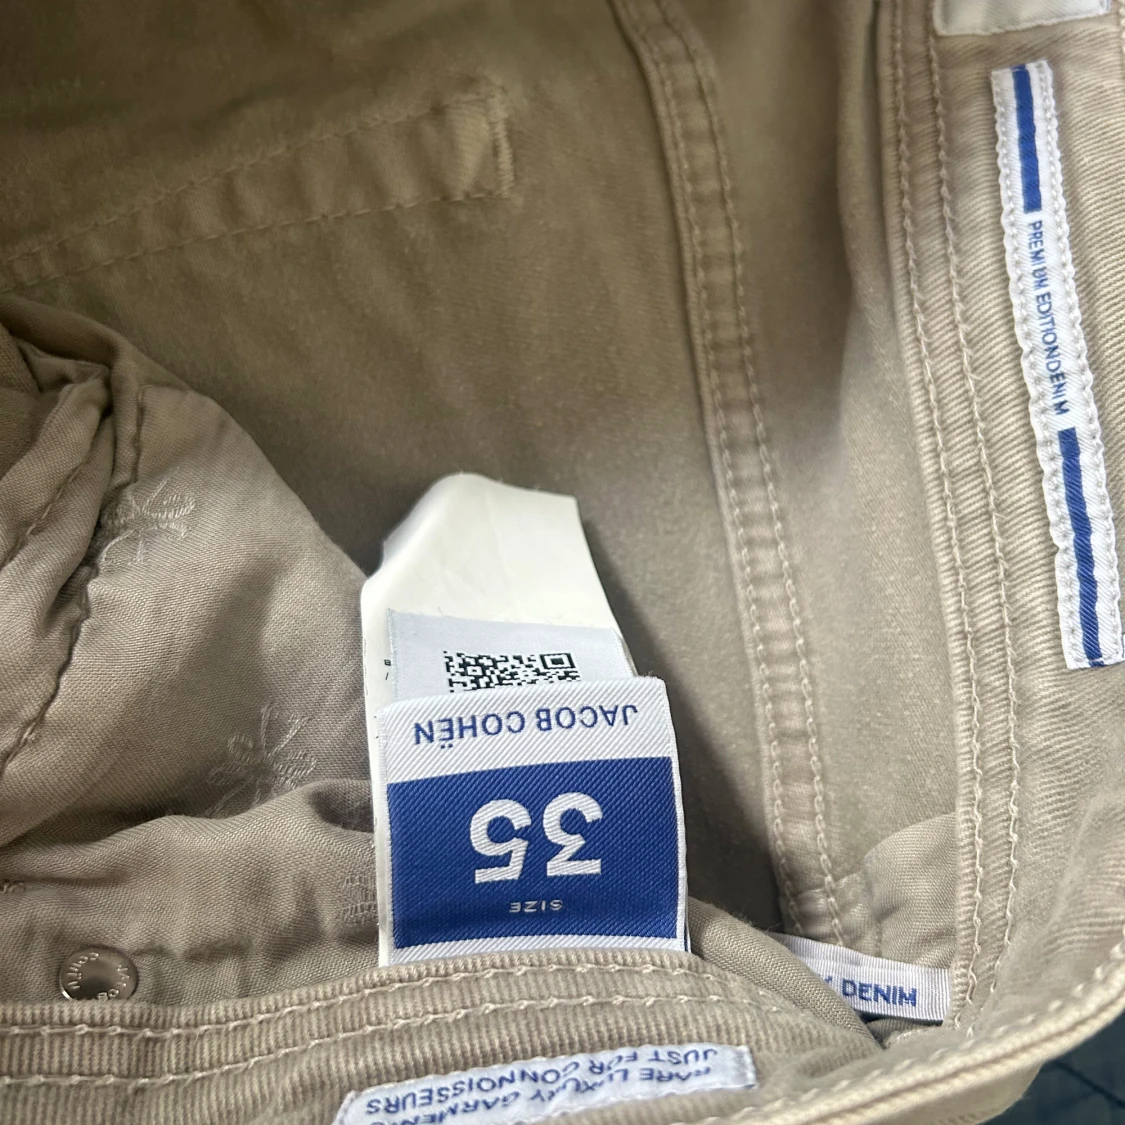 PREMIUM EDITION DENIM
JACOB COHËN
SIZE
35
DENIM
RARE LUXURY GARMENTS
JUST FOR CONNOISSEURS